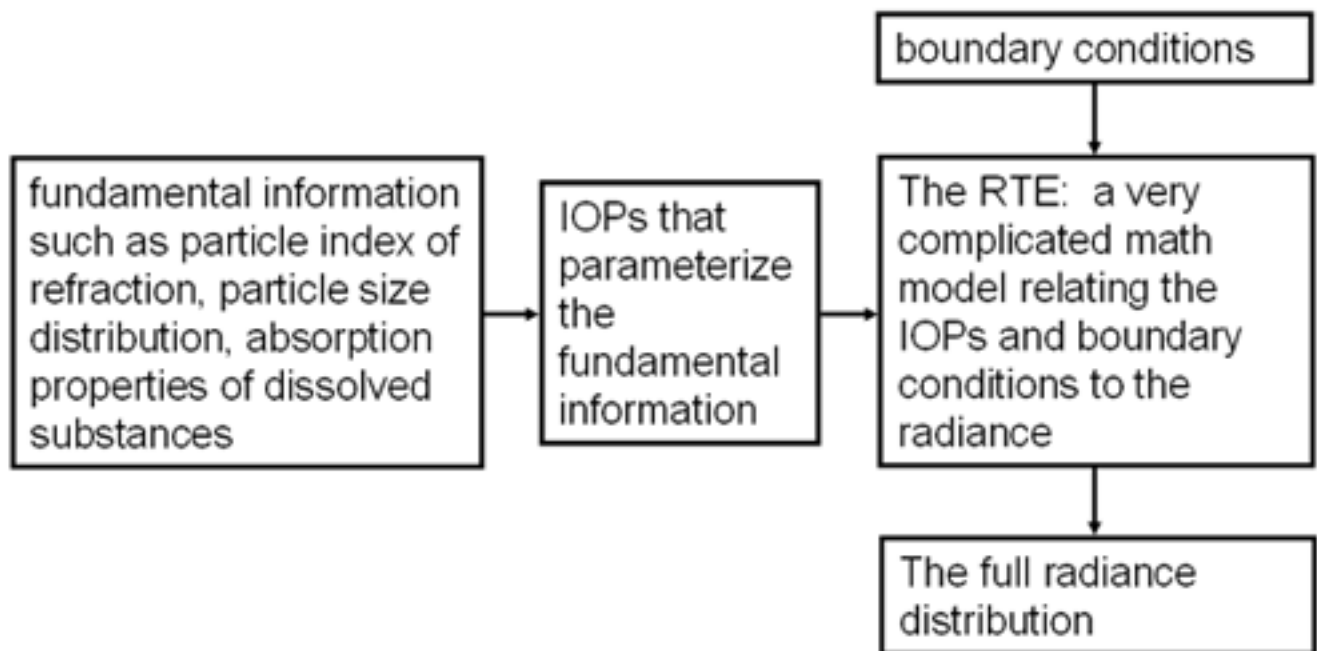 boundary conditions
fundamental information
such as particle index of
refraction, particle size
distribution, absorption
properties of dissolved
substances
IOPs that
parameterize
the
fundamental
information
The RTE:  a very
complicated math
model relating the
IOPs and boundary
conditions to the
radiance
The full radiance
distribution